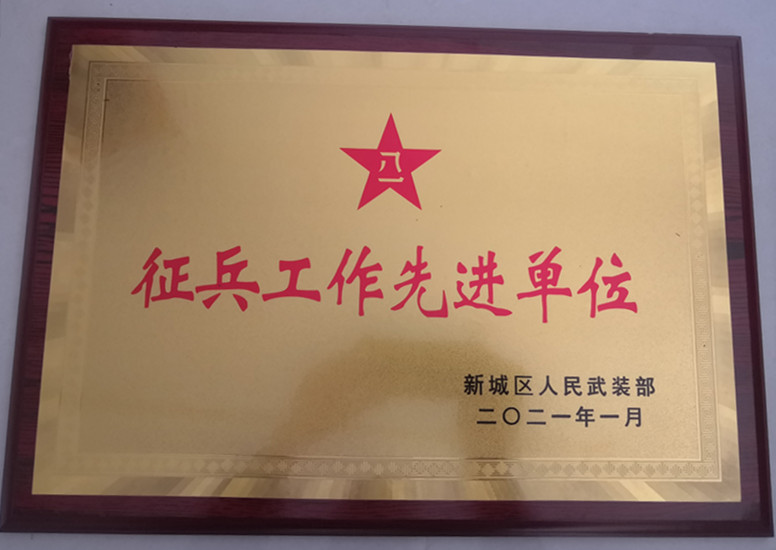 八一
征兵工作先进单位
新城区人民武装部
二〇二一年一月